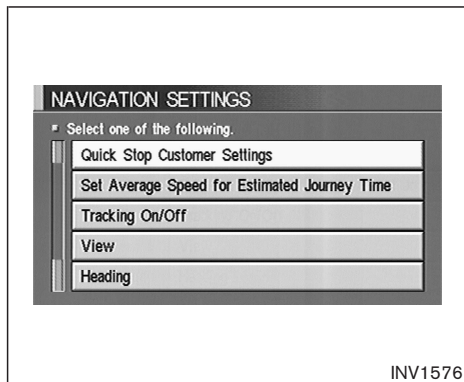 NAVIGATION SETTINGS
Select one of the following.
Quick Stop Customer Settings
Set Average Speed for Estimated Journey Time
Tracking On/Off
View
Heading
INV1576